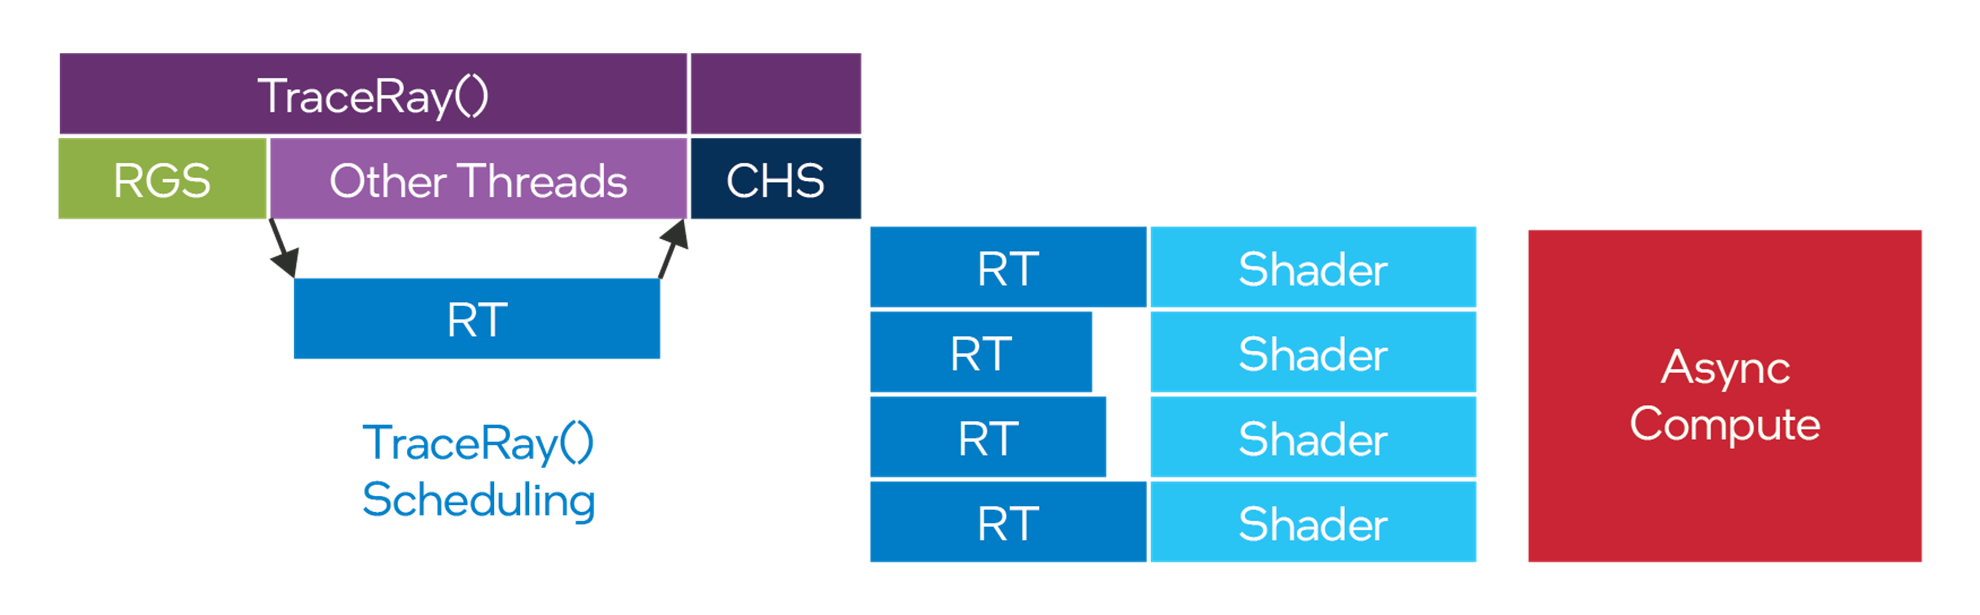 TraceRay()
RGS
Other Threads
CHS
RT
TraceRay()
Scheduling
RT
Shader
RT
Shader
RT
Shader
RT
Shader
Async
Compute